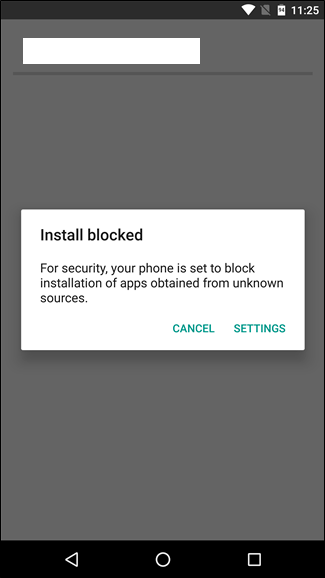 11:25
Install blocked
For security, your phone is set to block
installation of apps obtained from unknown
sources.
CANCEL SETTINGS